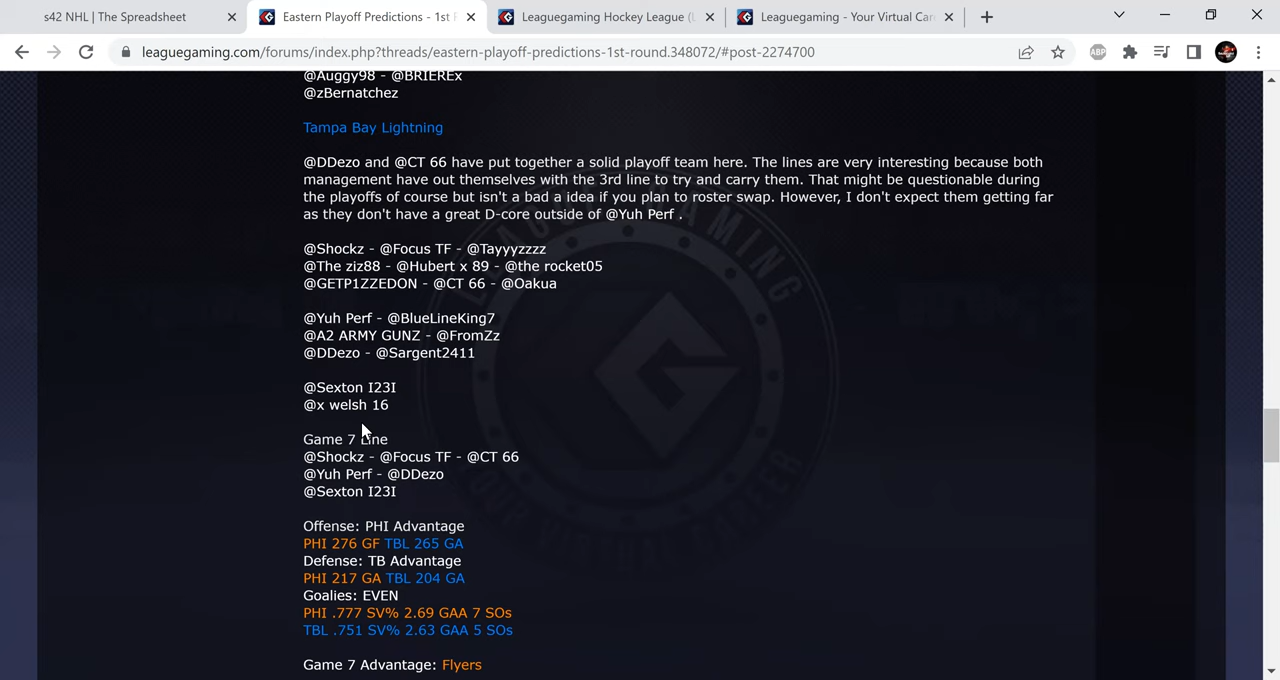 s42 NHL | The Spreadsheet
Eastern Playoff Predictions - 1st
Leaguegaming Hockey League (
Leaguegaming - Your Virtual Car
leaguegaming.com/forums/index.php?threads/eastern-playoff-predictions-1st-round.348072/#post-2274700
ABP
@Auggy98 - @BRIEREx
@zBernatchez
Tampa Bay Lightning
@DDezo and @CT 66 have put together a solid playoff team here. The lines are very interesting because both
management have out themselves with the 3rd line to try and carry them. That might be questionable during
the playoffs of course but isn't a bad a idea if you plan to roster swap. However, I don't expect them getting far
as they don't have a great D-core outside of @Yuh Perf .
@Shockz - @Focus TF - @Tayyyzzzz
@The ziz88 - @Hubert x 89 - @the rocket05
@GETP1ZZEDON - @CT 66 - @Oakua
@Yuh Perf - @BlueLineKing7
@A2 ARMY GUNZ - @FromZz
@DDezo - @Sargent2411
@Sexton I23I
@x welsh 16
Game 7 Line
@Shockz - @Focus TF - @CT 66
@Yuh Perf - @DDezo
@Sexton I23I
Offense: PHI Advantage
PHI 276 GF TBL 265 GA
Defense: TB Advantage
PHI 217 GA TBL 204 GA
Goalies: EVEN
PHI .777 SV% 2.69 GAA 7 SOs
TBL .751 SV% 2.63 GAA 5 SOs
Game 7 Advantage: Flyers